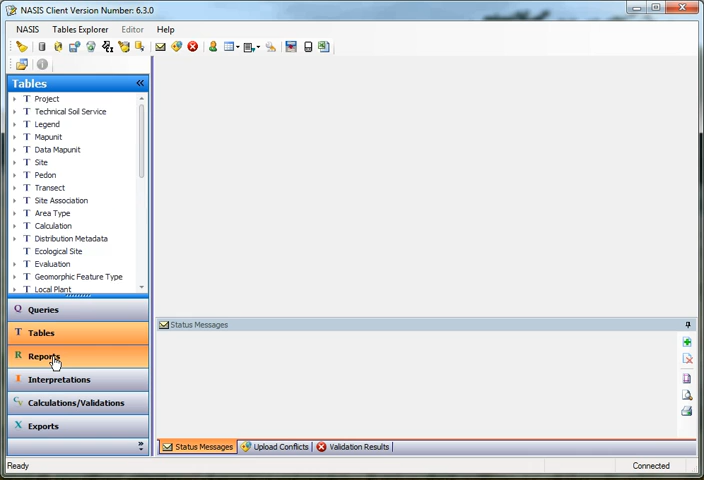 NASIS Client Version Number: 6.3.0
NASIS Tables Explorer Editor Help
Tables
T Project
T Technical Soil Service
T Legend
T Mapunit
T Data Mapunit
T Site
T Pedon
T Transect
T Site Association
T Area Type
T Calculation
T Distribution Metadata
T Ecological Site
T Evaluation
T Geomorphic Feature Type
T Local Plant
Q Queries
T Tables
R Reports
I Interpretations
Calculations/Validations
X Exports
Status Messages
Status Messages Upload Conflicts Validation Results
Ready Connected